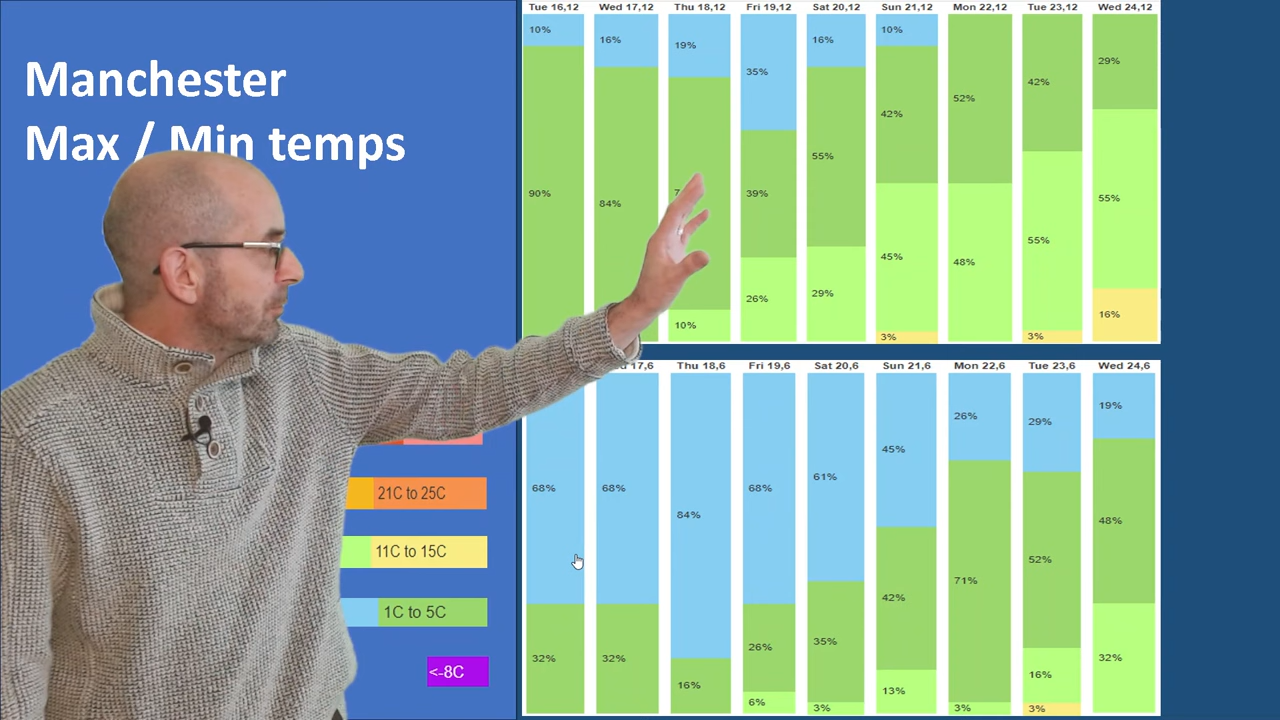 Manchester
Max / Min temps
Tue 16,12 Wed 17,12 Thu 18,12 Fri 19,12 Sat 20,12 Sun 21,12 Mon 22,12 Tue 23,12 Wed 24,12
10% 16% 19% 35% 16% 10% 52% 42% 29%
90% 84% 39% 55% 42% 48% 55% 55%
10% 26% 29% 45% 3% 3% 16%
17,6 Thu 18,6 Fri 19,6 Sat 20,6 Sun 21,6 Mon 22,6 Tue 23,6 Wed 24,6
68% 68% 84% 68% 61% 45% 26% 29% 19%
32% 32% 16% 26% 35% 42% 71% 52% 48%
6% 3% 13% 3% 16% 32%
3%
21C to 25C
11C to 15C
1C to 5C
<-8C